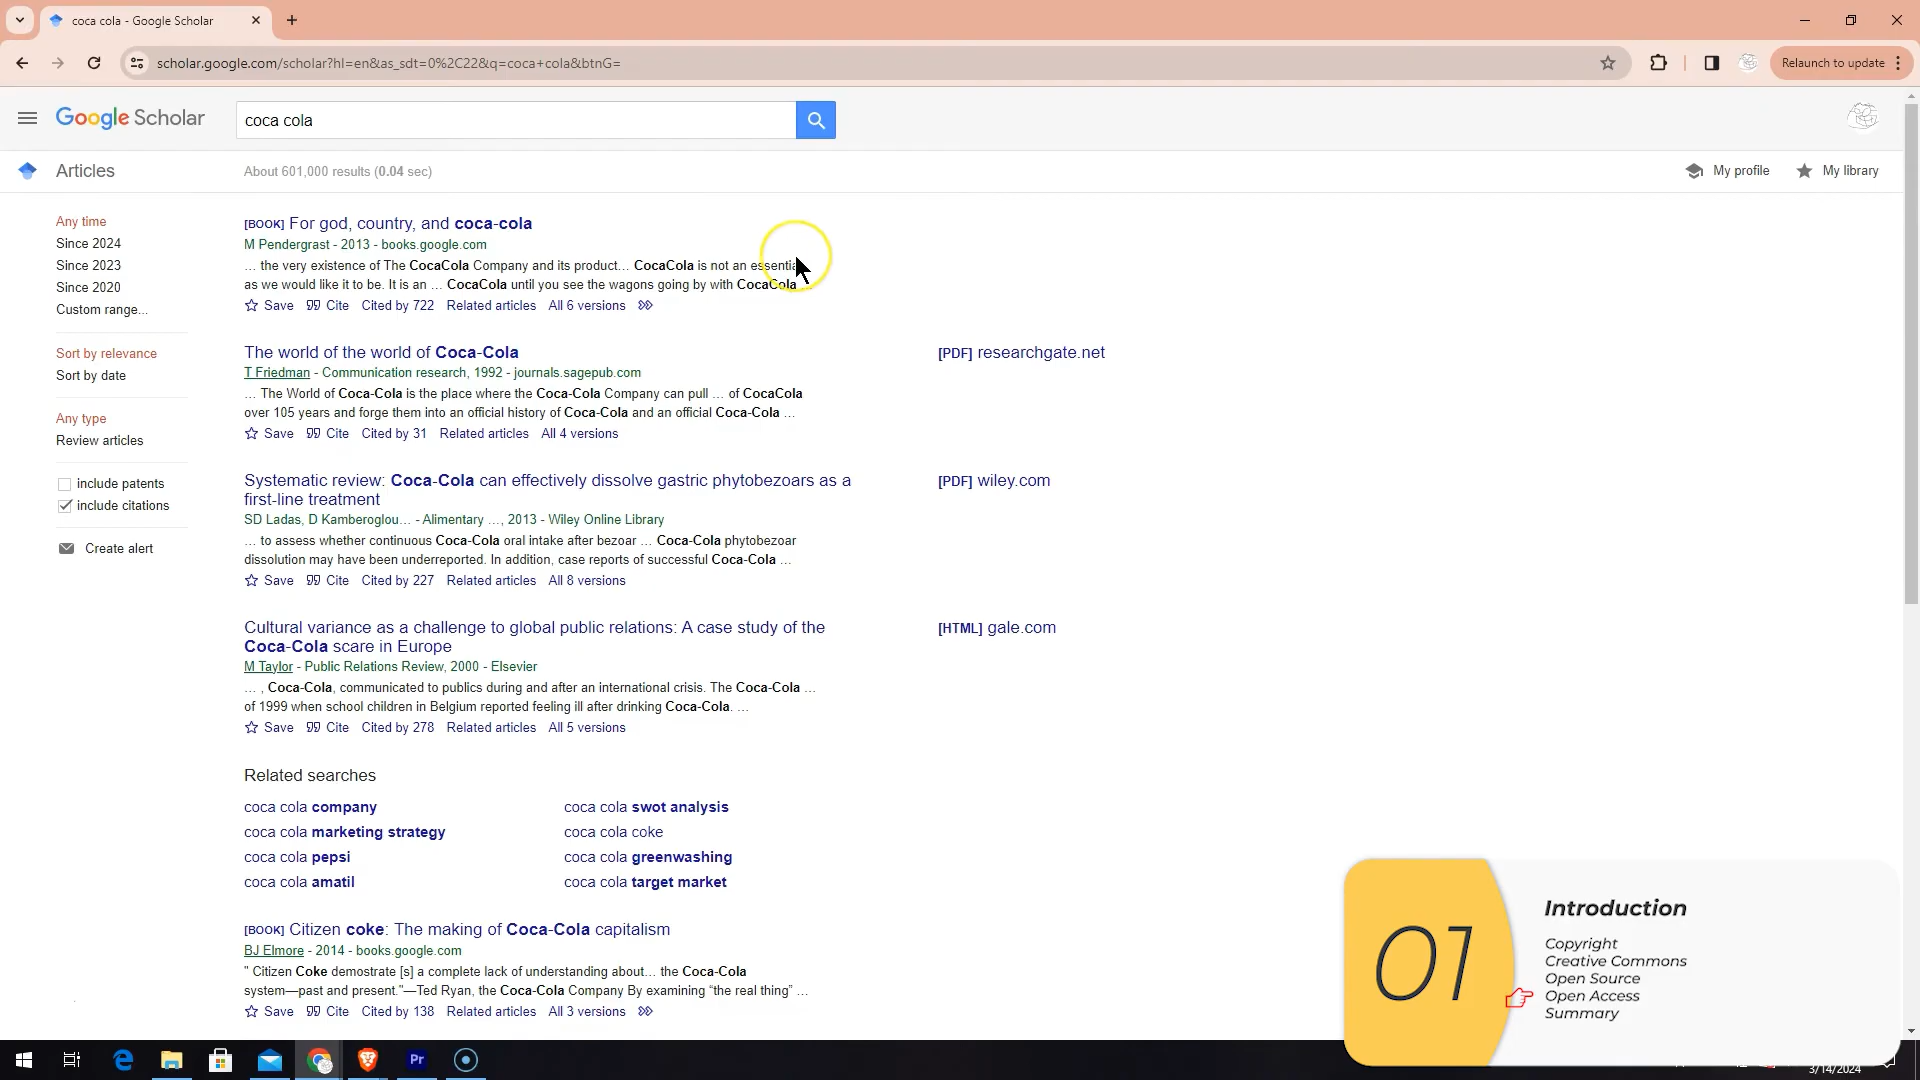 coca cola - Google Scholar
scholar.google.com/scholar?hl=en&as_sdt=0%2C22&q=coca+cola&btnG=
Relaunch to update
Google Scholar
coca cola
Articles
About 601,000 results (0.04 sec)
My profile
My library
Any time
Since 2024
Since 2023
Since 2020
Custom range...
Sort by relevance
Sort by date
Any type
Review articles
include patents
include citations
Create alert
[BOOK] For god, country, and coca-cola
M Pendergrast - 2013 - books.google.com
… the very existence of The CocaCola Company and its product… CocaCola is not an
as we would like it to be. It is an … CocaCola until you see the wagons going by with CocaCola
Save Cite Cited by 722 Related articles All 6 versions
The world of the world of Coca-Cola
[PDF] researchgate.net
T Friedman - Communication research, 1992 - journals.sagepub.com
… The World of Coca-Cola is the place where the Coca-Cola Company can pull … of CocaCola
over 105 years and forge them into an official history of Coca-Cola and an official Coca-Cola …
Save Cite Cited by 31 Related articles All 4 versions
Systematic review: Coca-Cola can effectively dissolve gastric phytobezoars as a
first-line treatment
[PDF] wiley.com
SD Ladas, D Kamberoglou… - Alimentary …, 2013 - Wiley Online Library
… to assess whether continuous Coca-Cola oral intake after bezoar … Coca-Cola phytobezoar
dissolution may have been underreported. In addition, case reports of successful Coca-Cola …
Save Cite Cited by 227 Related articles All 8 versions
Cultural variance as a challenge to global public relations: A case study of the
Coca-Cola scare in Europe
[HTML] gale.com
M Taylor - Public Relations Review, 2000 - Elsevier
… , Coca-Cola, communicated to publics during and after an international crisis. The Coca-Cola …
of 1999 when school children in Belgium reported feeling ill after drinking Coca-Cola. …
Save Cite Cited by 278 Related articles All 5 versions
Related searches
coca cola company
coca cola swot analysis
coca cola marketing strategy
coca cola coke
coca cola pepsi
coca cola greenwashing
coca cola amatil
coca cola target market
[BOOK] Citizen coke: The making of Coca-Cola capitalism
BJ Elmore - 2014 - books.google.com
" Citizen Coke demostrate [s] a complete lack of understanding about… the Coca-Cola
system—past and present."—Ted Ryan, the Coca-Cola Company By examining “the real thing” …
Save Cite Cited by 138 Related articles All 3 versions
01
Introduction
Copyright
Creative Commons
Open Source
Open Access
Summary
Pr
3/14/2024